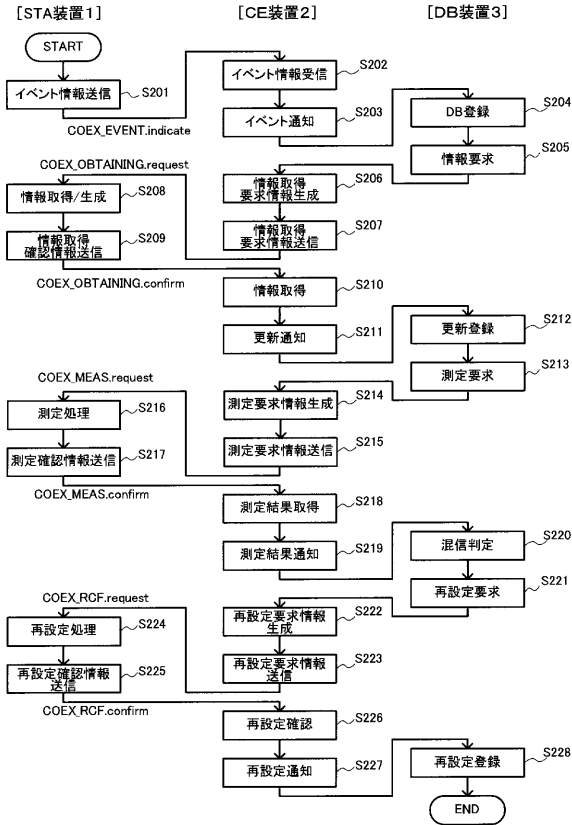 [STA装置1] [CE装置2] [DB装置3]
START
イベント情報送信 S201
COEX_EVENT.indicate
イベント情報受信 S202
イベント通知 S203
DB登録 S204
情報要求 S205
COEX_OBTAINING.request
情報取得
要求情報生成 S206
情報取得
要求情報送信 S207
情報取得/生成 S208
情報取得
確認情報送信 S209
COEX_OBTAINING.confirm
情報取得 S210
更新通知 S211
更新登録 S212
測定要求 S213
COEX_MEAS.request
測定要求情報生成 S214
測定要求情報送信 S215
測定処理 S216
測定確認情報送信 S217
COEX_MEAS.confirm
測定結果取得 S218
測定結果通知 S219
混信判定 S220
再設定要求 S221
COEX_RCF.request
再設定要求情報
生成 S222
再設定要求情報
送信 S223
再設定処理 S224
再設定確認情報
送信 S225
COEX_RCF.confirm
再設定確認 S226
再設定通知 S227
再設定登録 S228
END